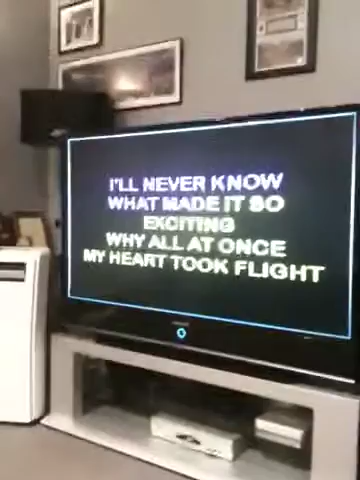 I'LL NEVER KNOW
WHAT MADE IT SO
EXCITING
WHY ALL AT ONCE
MY HEART TOOK FLIGHT